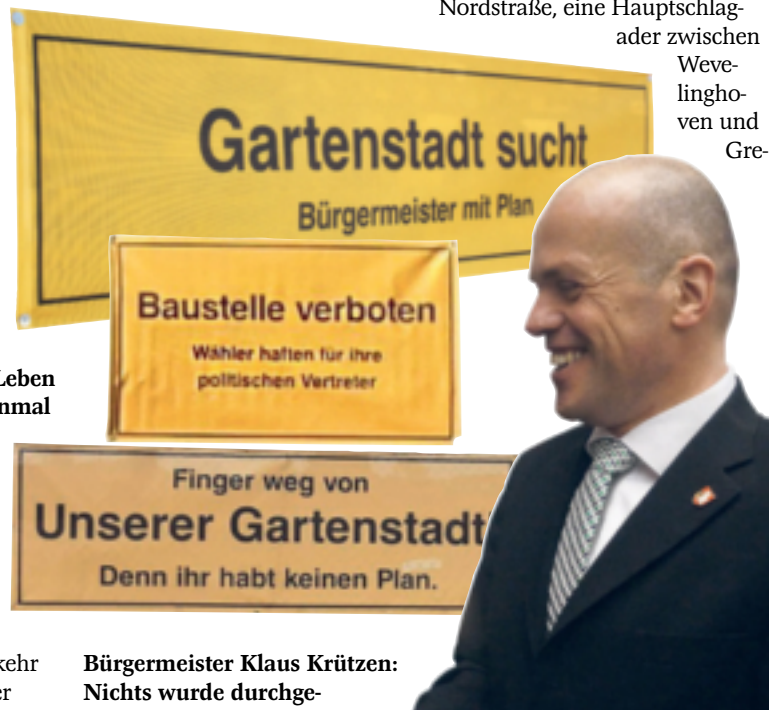 Nordstraße, eine Hauptschlag-
ader zwischen
Weve-
lingho-
ven und
Gre-
Gartenstadt sucht
Bürgermeister mit Plan
Baustelle verboten
Wähler haften für ihre
politischen Vertreter
Leben
nmal
Finger weg von
Unserer Gartenstadt
Denn ihr habt keinen Plan.
kehr
er
Bürgermeister Klaus Krützen:
Nichts wurde durchge-